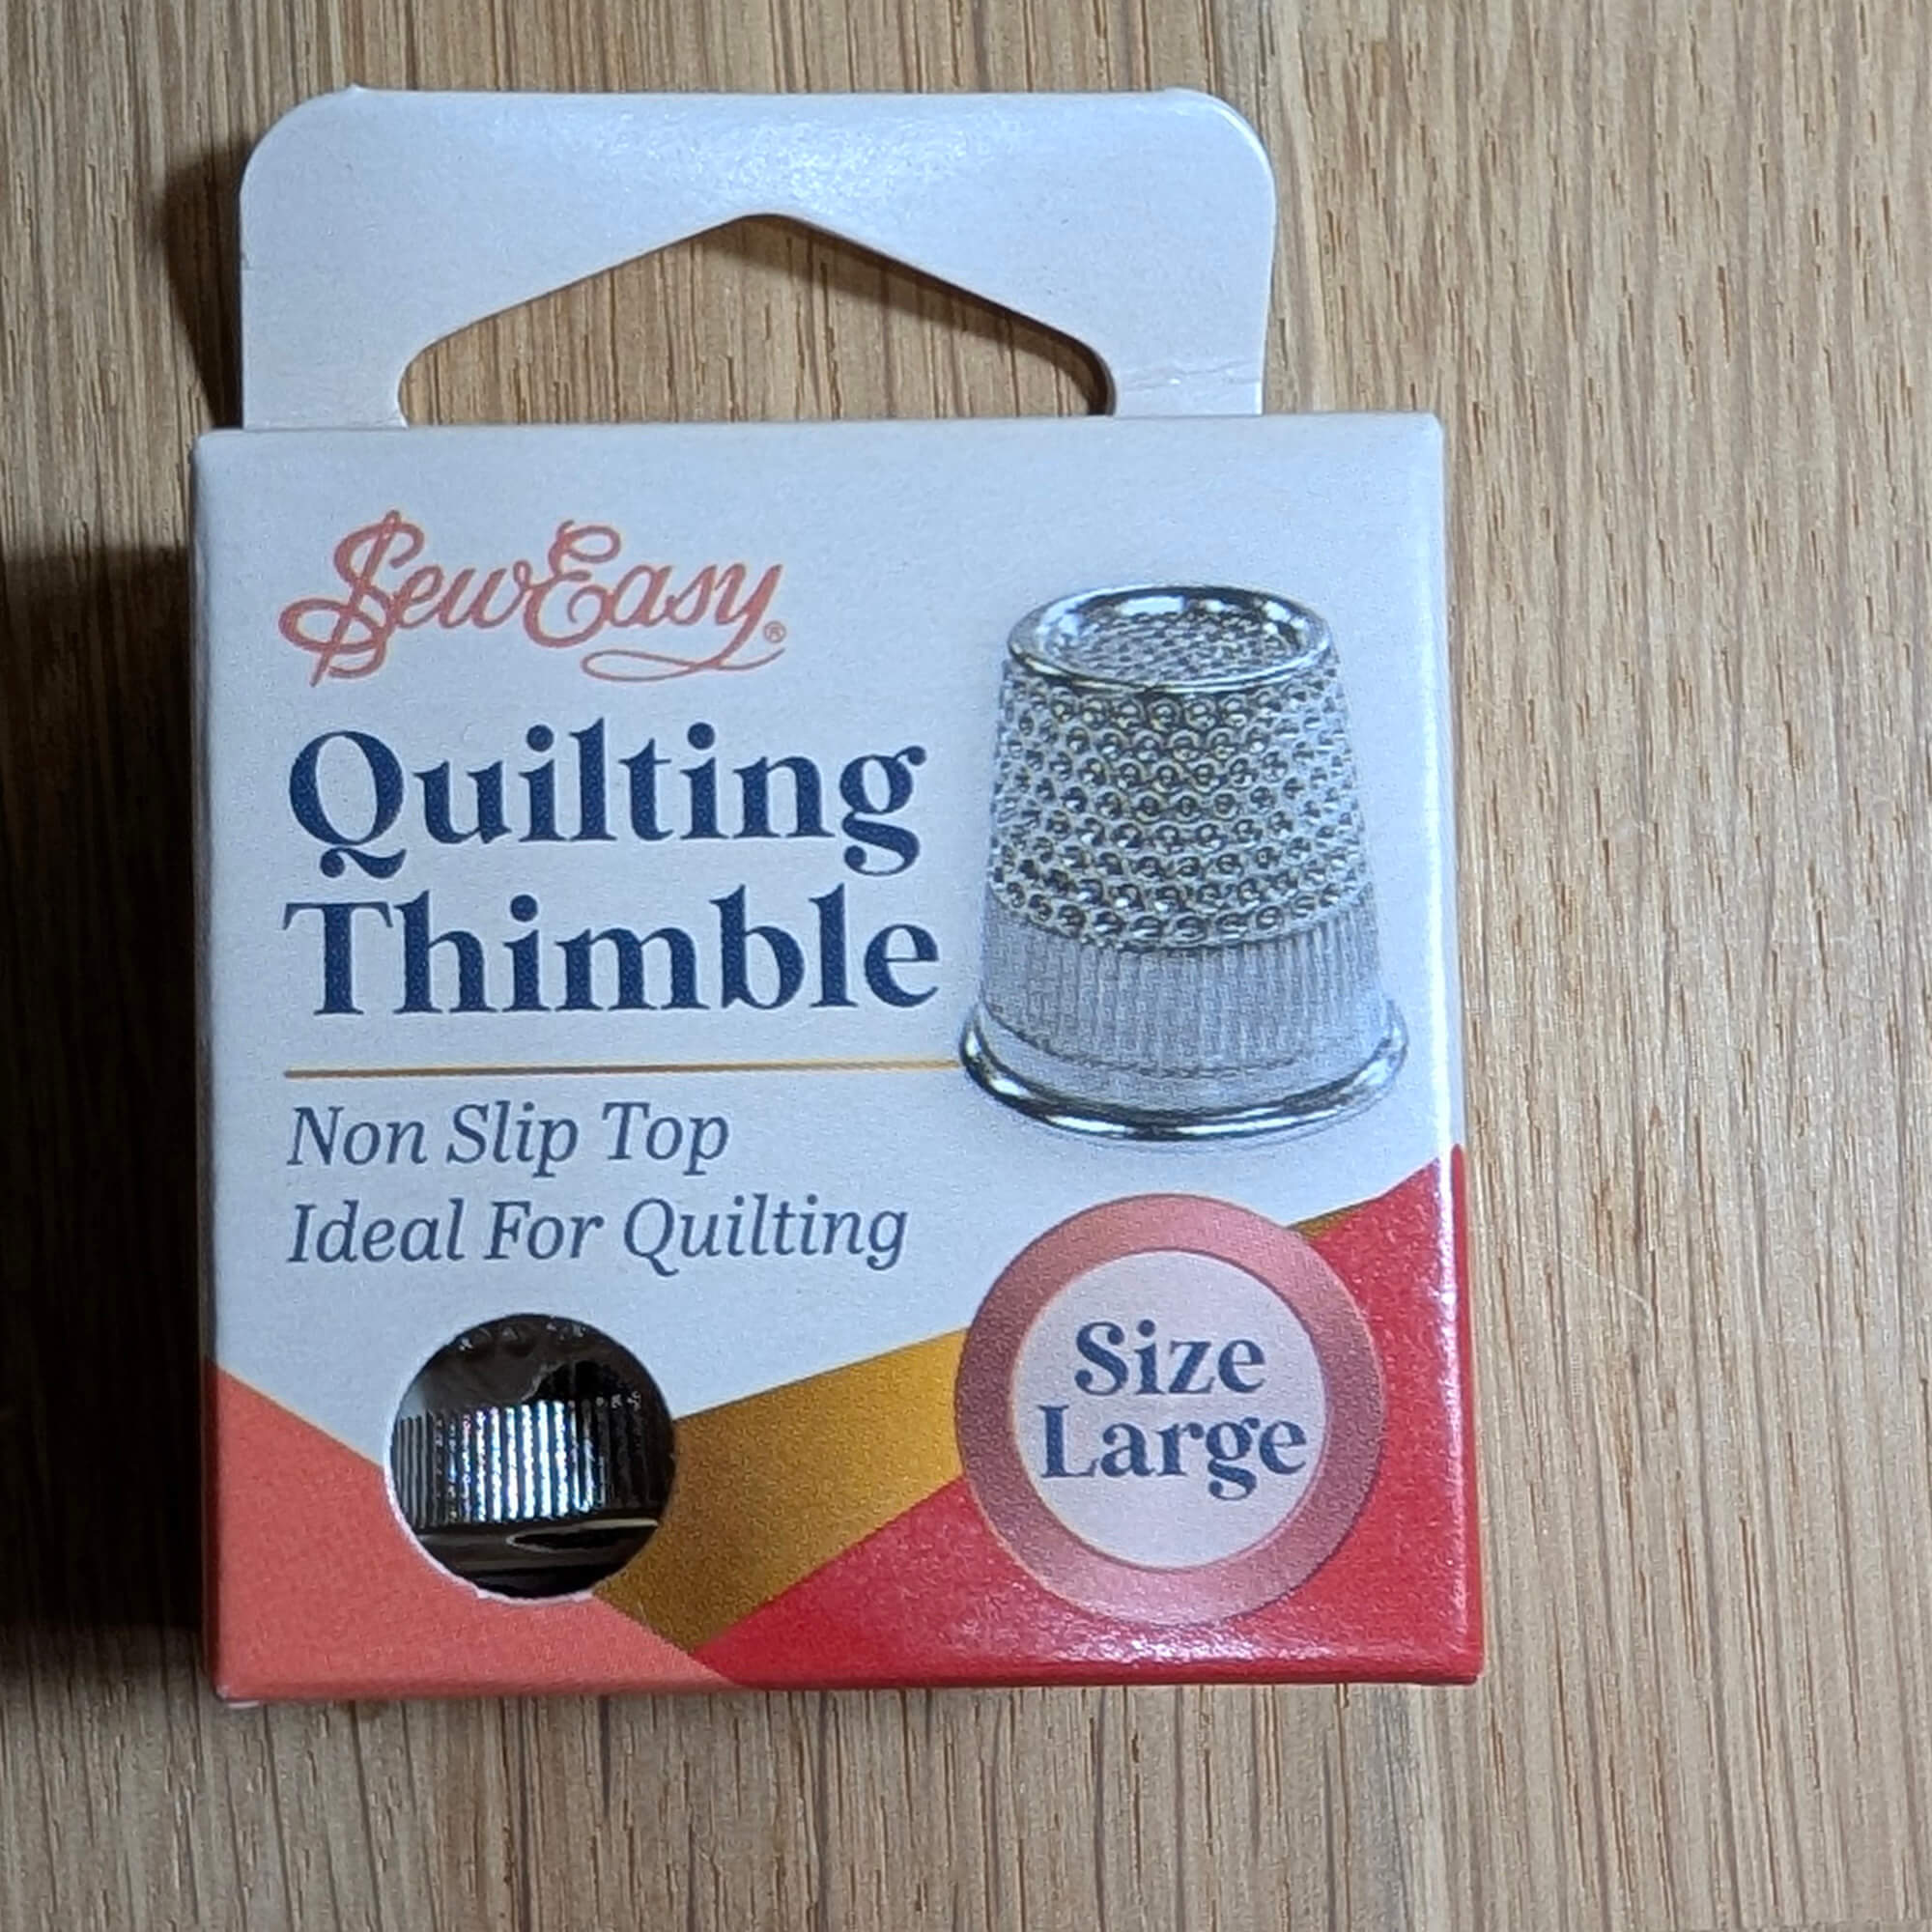 SewEasy®
Quilting
Thimble
Non Slip Top
Ideal For Quilting
Size
Large